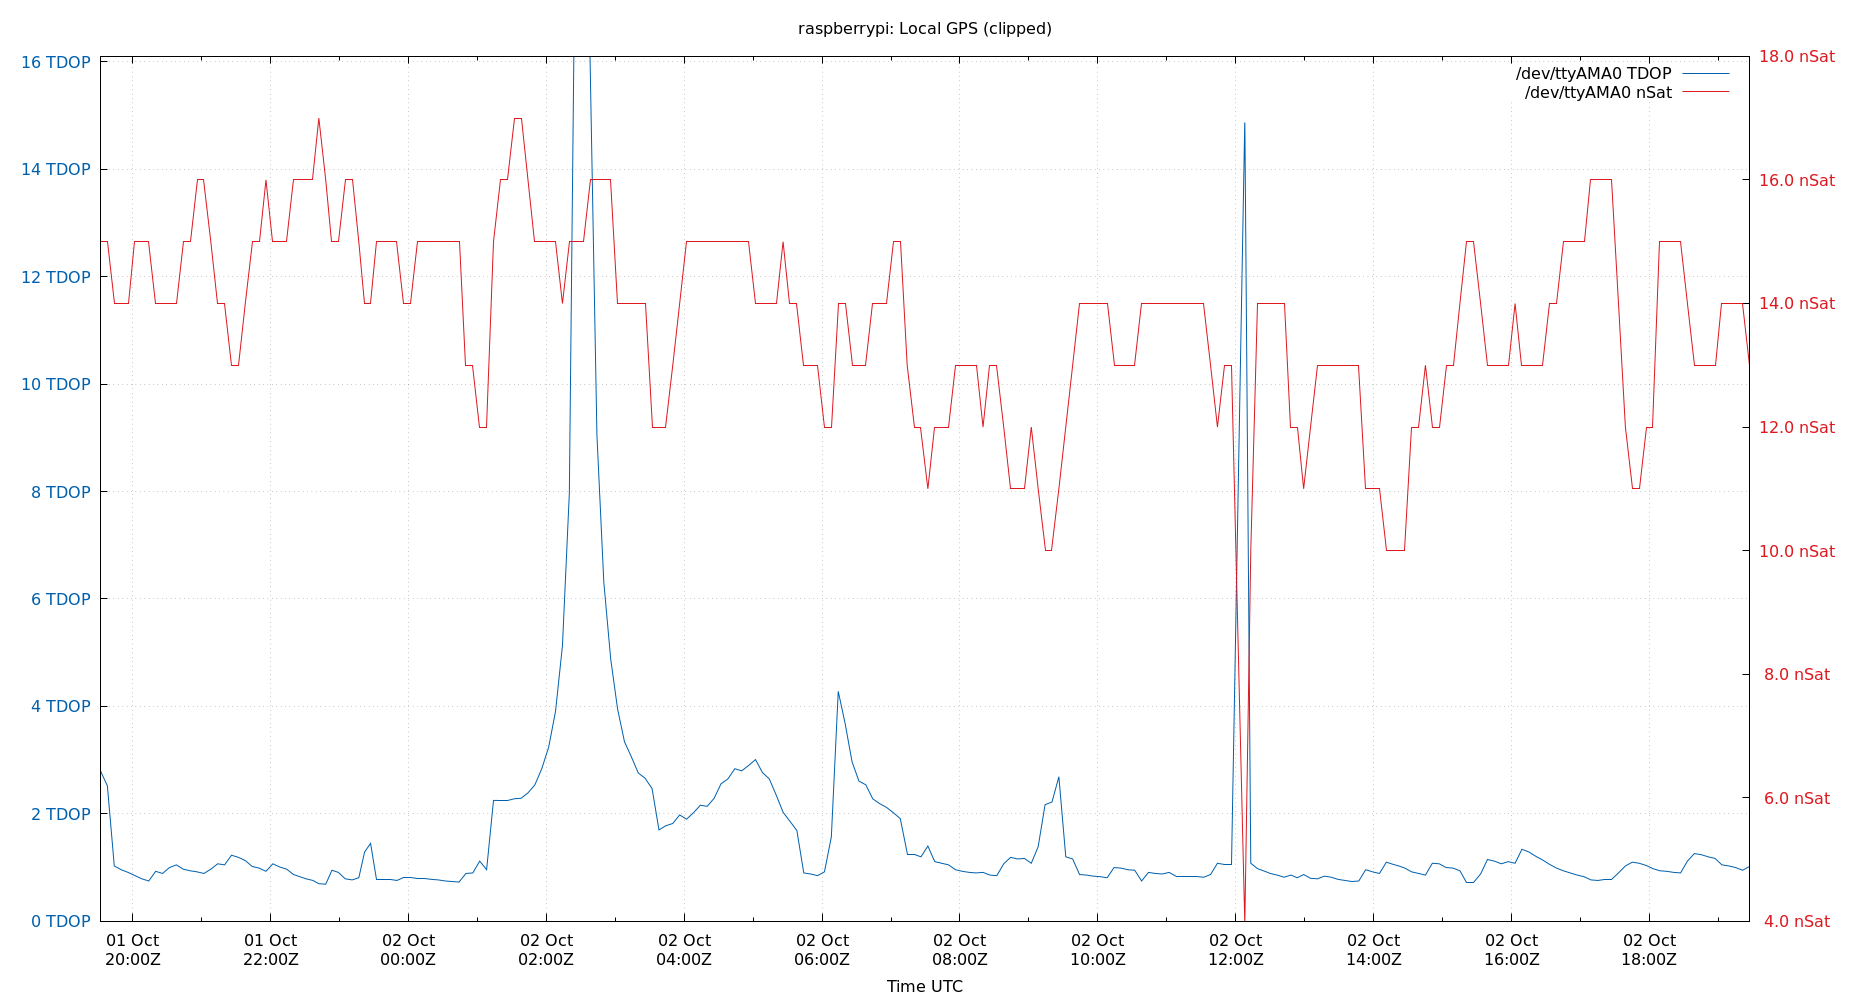 raspberrypi: Local GPS (clipped)
16 TDOP
14 TDOP
12 TDOP
10 TDOP
8 TDOP
6 TDOP
4 TDOP
2 TDOP
0 TDOP
18.0 nSat
16.0 nSat
14.0 nSat
12.0 nSat
10.0 nSat
8.0 nSat
6.0 nSat
4.0 nSat
/dev/ttyAMA0 TDOP
/dev/ttyAMA0 nSat
01 Oct
20:00Z
01 Oct
22:00Z
02 Oct
00:00Z
02 Oct
02:00Z
02 Oct
04:00Z
02 Oct
06:00Z
02 Oct
08:00Z
02 Oct
10:00Z
02 Oct
12:00Z
02 Oct
14:00Z
02 Oct
16:00Z
02 Oct
18:00Z
Time UTC